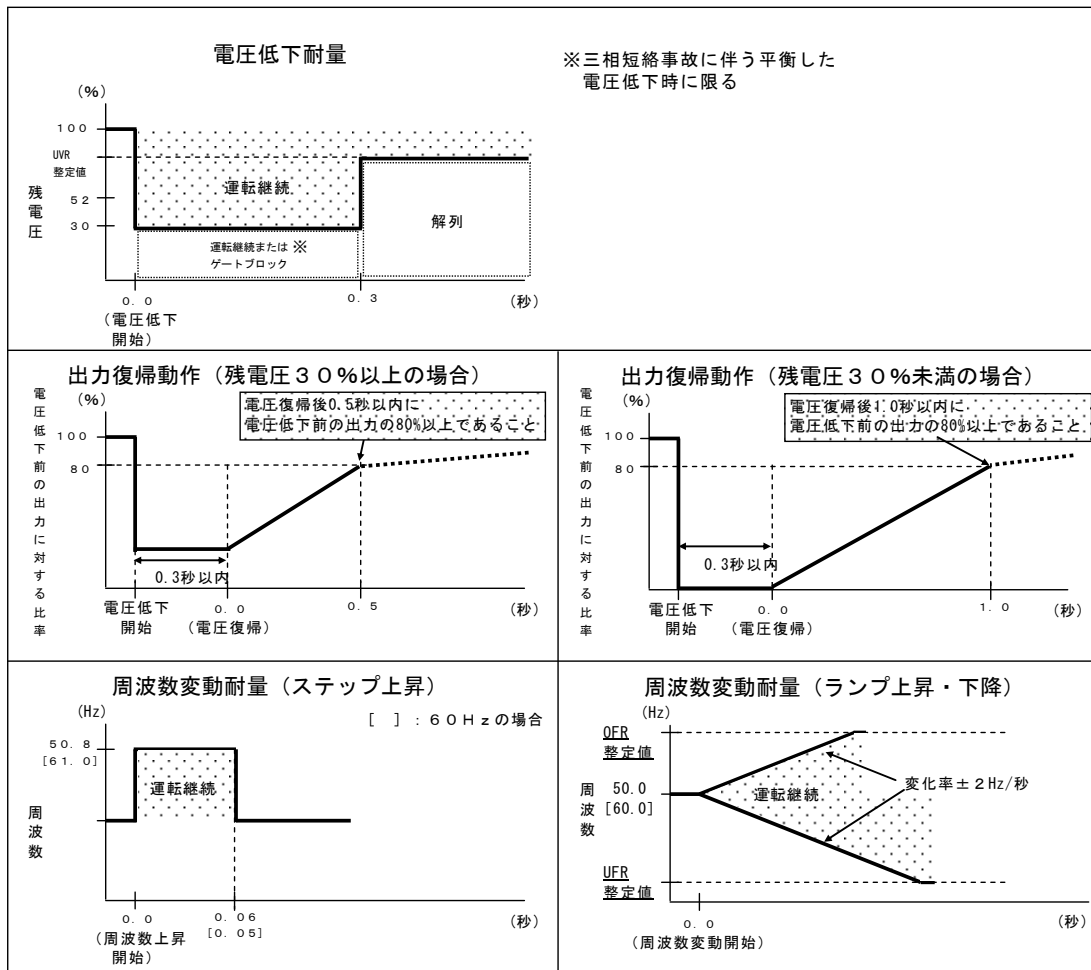 電圧低下耐量
※三相短絡事故に伴う平衡した
電圧低下時に限る
(%)
100
UVR
整定値
52
30
残電圧
運転継続
解列
運転継続または ※
ゲートブロック
0.0
0.3
(秒)
(電圧低下
開始)
出力復帰動作(残電圧30%以上の場合)
(%)
電圧復帰後0.5秒以内に
電圧低下前の出力の80%以上であること
100
80
電圧低下前の出力に対する比率
0.3秒以内
電圧低下
開始
0.0
(電圧復帰)
0.5
(秒)
出力復帰動作(残電圧30%未満の場合)
(%)
電圧復帰後1.0秒以内に
電圧低下前の出力の80%以上であること
100
80
電圧低下前の出力に対する比率
0.3秒以内
電圧低下
開始
0.0
(電圧復帰)
1.0
(秒)
周波数変動耐量(ステップ上昇)
(Hz)
[ ]:60Hzの場合
50.8
[61.0]
運転継続
周波数
0.0
0.06
[0.05]
(秒)
(周波数上昇
開始)
周波数変動耐量(ランプ上昇・下降)
(Hz)
OFR
整定値
周波数
50.0
[60.0]
運転継続
変化率±2Hz/秒
UFR
整定値
0.0
(秒)
(周波数変動開始)